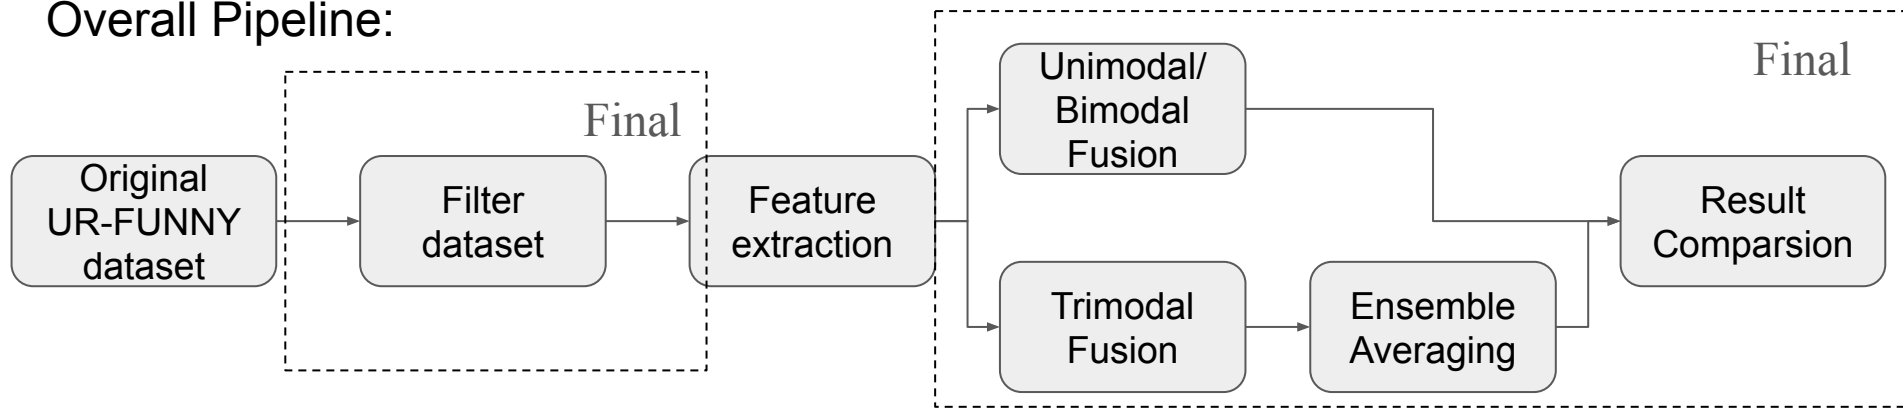 Overall Pipeline:
Final
Original
UR-FUNNY
dataset
Filter
dataset
Feature
extraction
Final
Unimodal/
Bimodal
Fusion
Trimodal
Fusion
Ensemble
Averaging
Result
Comparsion